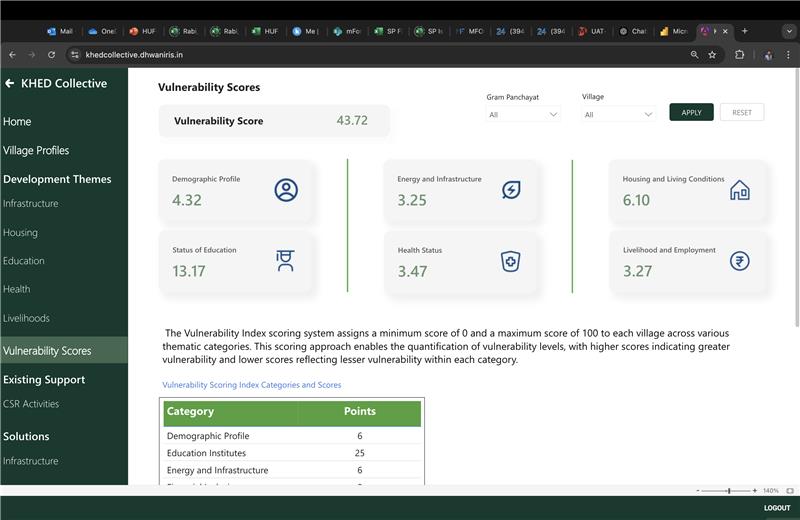 Mail
OneD
HUF
Rabi
Rabi
HUF
Me |
mFor
SP Fi
SP Is
MFO
(394
(394
UAT-
Chat
Micro
khedcollective.dhwaniris.in
KHED Collective
Home
Village Profiles
Development Themes
Infrastructure
Housing
Education
Health
Livelihoods
Vulnerability Scores
Existing Support
CSR Activities
Solutions
Infrastructure
Vulnerability Scores
Vulnerability Score 43.72
Gram Panchayat
All
Village
All
APPLY
RESET
Demographic Profile
4.32
Energy and Infrastructure
3.25
Housing and Living Conditions
6.10
Status of Education
13.17
Health Status
3.47
Livelihood and Employment
3.27
The Vulnerability Index scoring system assigns a minimum score of 0 and a maximum score of 100 to each village across various
thematic categories. This scoring approach enables the quantification of vulnerability levels, with higher scores indicating greater
vulnerability and lower scores reflecting lesser vulnerability within each category.
Vulnerability Scoring Index Categories and Scores
Category Points
Demographic Profile 6
Education Institutes 25
Energy and Infrastructure 6
- + 140%
LOGOUT